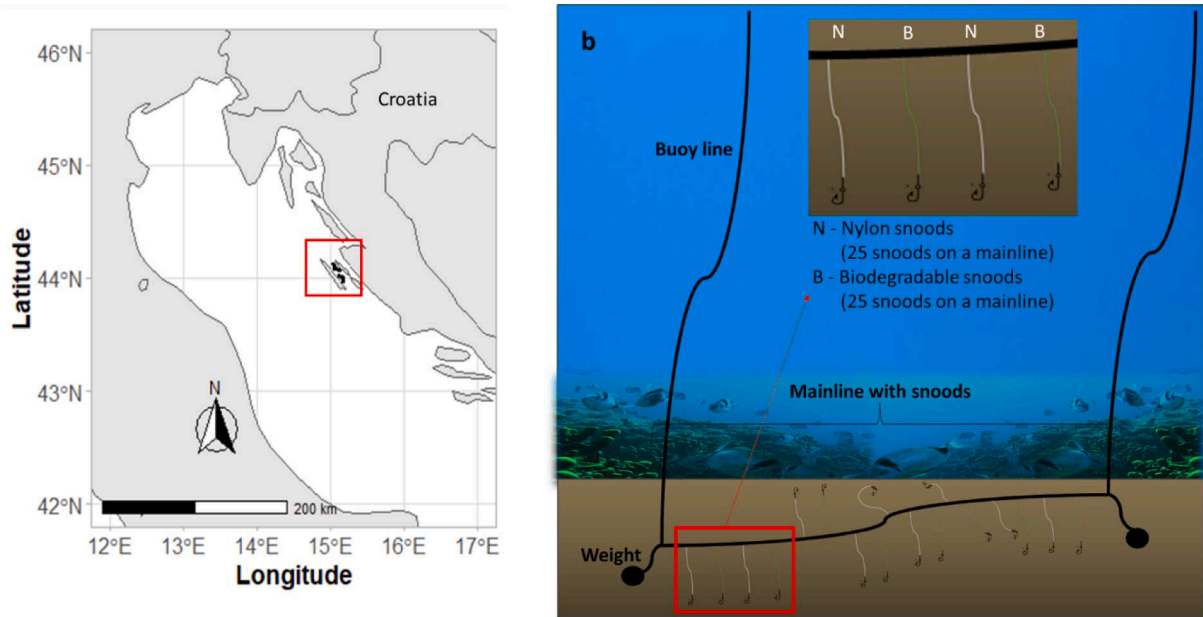 46°N
45°N
44°N
43°N
42°N
Latitude
Croatia
N
200 km
12°E 13°E 14°E 15°E 16°E 17°E
Longitude
b
N B N B
Buoy line
N - Nylon snoods
(25 snoods on a mainline)
B - Biodegradable snoods
(25 snoods on a mainline)
Mainline with snoods
Weight